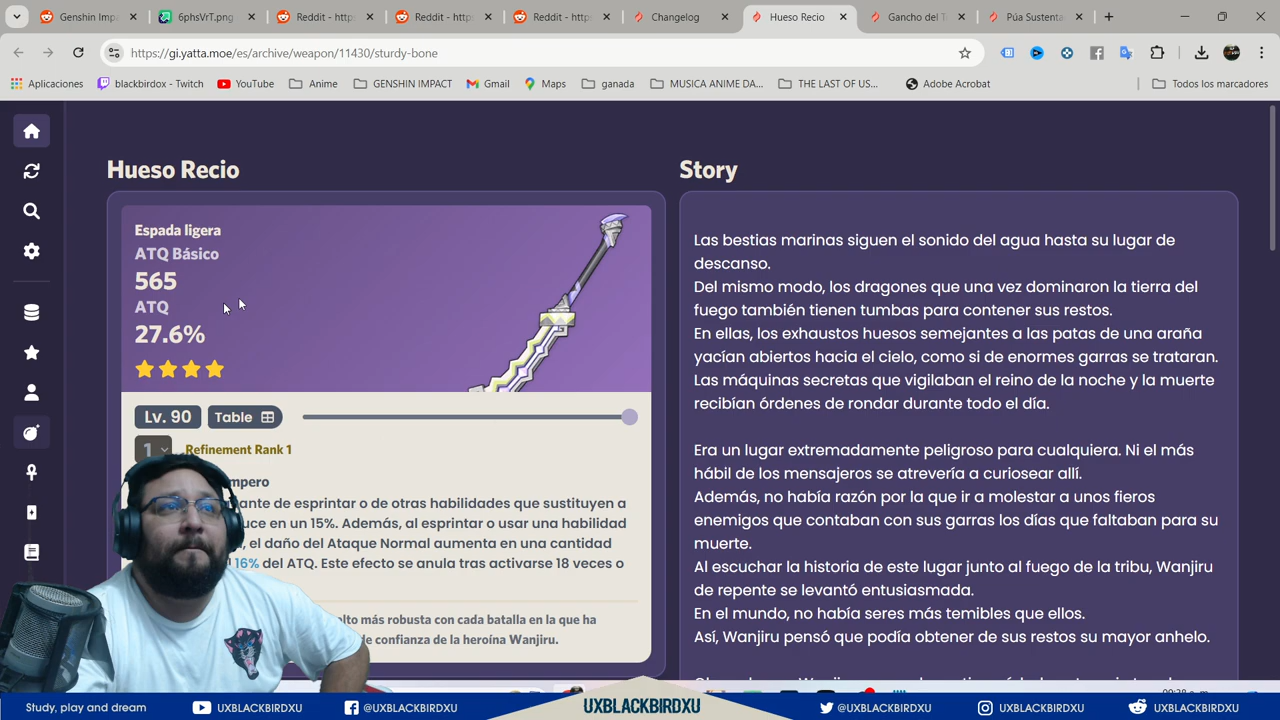 Genshin Impa
6phsVrT.png
Reddit - http
Reddit - http
Reddit - http
Changelog
Hueso Recio
Gancho del T
Púa Sustenta
https://gi.yatta.moe/es/archive/weapon/11430/sturdy-bone
Aplicaciones
blackbirdox - Twitch
YouTube
Anime
GENSHIN IMPACT
Gmail
Maps
ganada
MUSICA ANIME DA...
THE LAST OF US...
Adobe Acrobat
Todos los marcadores
Hueso Recio
Espada ligera
ATQ Básico
565
ATQ
27.6%
Lv. 90
Table
1
Refinement Rank 1
mpero
ante de esprintar o de otras habilidades que sustituyen a
uce en un 15%. Además, al esprintar o usar una habilidad
, el daño del Ataque Normal aumenta en una cantidad
l 16% del ATQ. Este efecto se anula tras activarse 18 veces o
lto más robusta con cada batalla en la que ha
de confianza de la heroína Wanjiru.
Story
Las bestias marinas siguen el sonido del agua hasta su lugar de
descanso.
Del mismo modo, los dragones que una vez dominaron la tierra del
fuego también tienen tumbas para contener sus restos.
En ellas, los exhaustos huesos semejantes a las patas de una araña
yacían abiertos hacia el cielo, como si de enormes garras se trataran.
Las máquinas secretas que vigilaban el reino de la noche y la muerte
recibían órdenes de rondar durante todo el día.
Era un lugar extremadamente peligroso para cualquiera. Ni el más
hábil de los mensajeros se atrevería a curiosear allí.
Además, no había razón por la que ir a molestar a unos fieros
enemigos que contaban con sus garras los días que faltaban para su
muerte.
Al escuchar la historia de este lugar junto al fuego de la tribu, Wanjiru
de repente se levantó entusiasmada.
En el mundo, no había seres más temibles que ellos.
Así, Wanjiru pensó que podía obtener de sus restos su mayor anhelo.
Study, play and dream
UXBLACKBIRDXU
@UXBLACKBIRDXU
UXBLACKBIRDXU
@UXBLACKBIRDXU
UXBLACKBIRDXU
UXBLACKBIRDXU